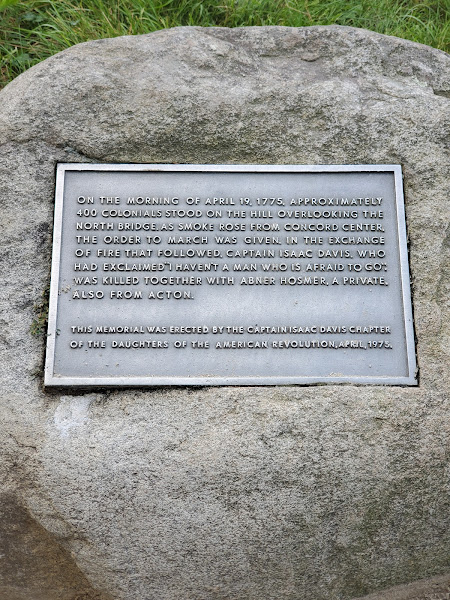 ON THE MORNING OF APRIL 19, 1775, APPROXIMATELY
400 COLONIALS STOOD ON THE HILL OVERLOOKING THE
NORTH BRIDGE. AS SMOKE ROSE FROM CONCORD CENTER,
THE ORDER TO MARCH WAS GIVEN. IN THE EXCHANGE
OF FIRE THAT FOLLOWED, CAPTAIN ISAAC DAVIS, WHO
HAD EXCLAIMED "I HAVEN'T A MAN WHO IS AFRAID TO GO",
WAS KILLED TOGETHER WITH ABNER HOSMER, A PRIVATE,
ALSO FROM ACTON.
THIS MEMORIAL WAS ERECTED BY THE CAPTAIN ISAAC DAVIS CHAPTER
OF THE DAUGHTERS OF THE AMERICAN REVOLUTION, APRIL, 1975.